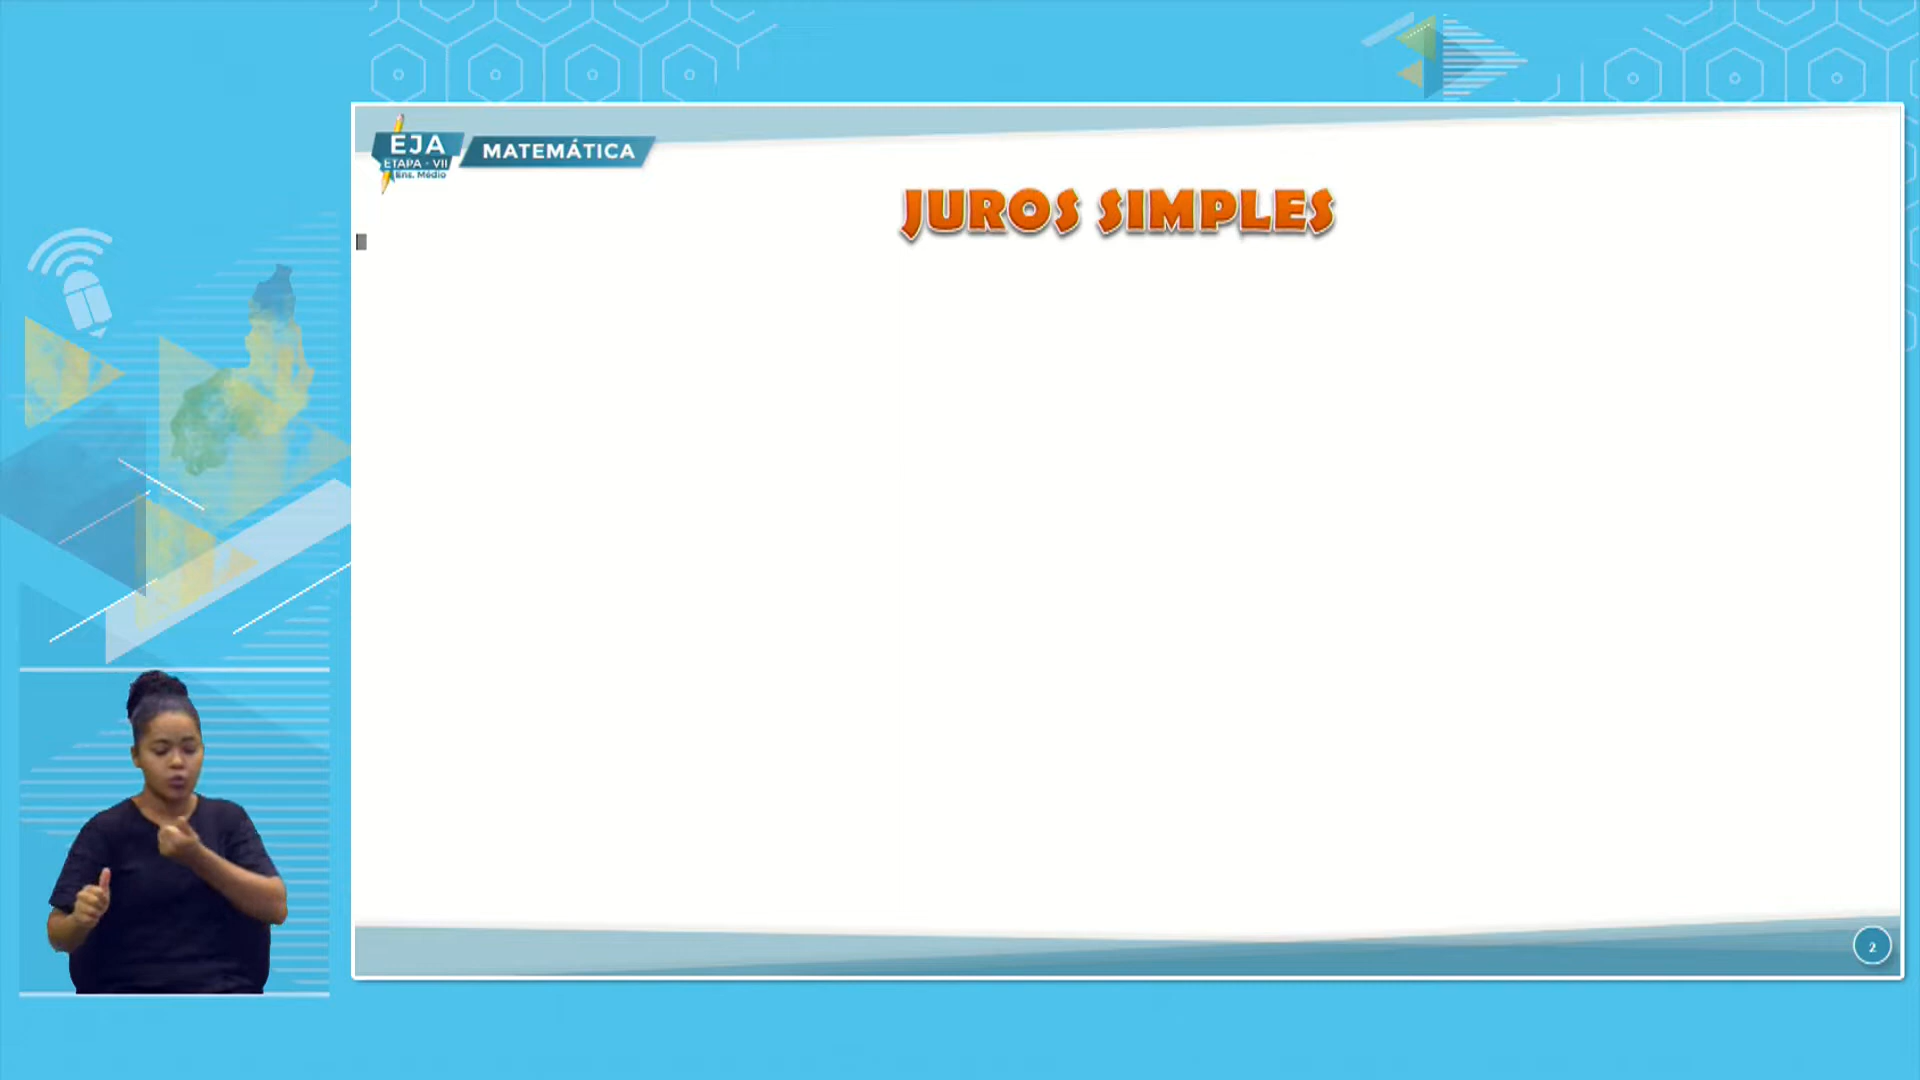 EJA
ETAPA - VII
Ens. Médio
MATEMÁTICA
JUROS SIMPLES
2